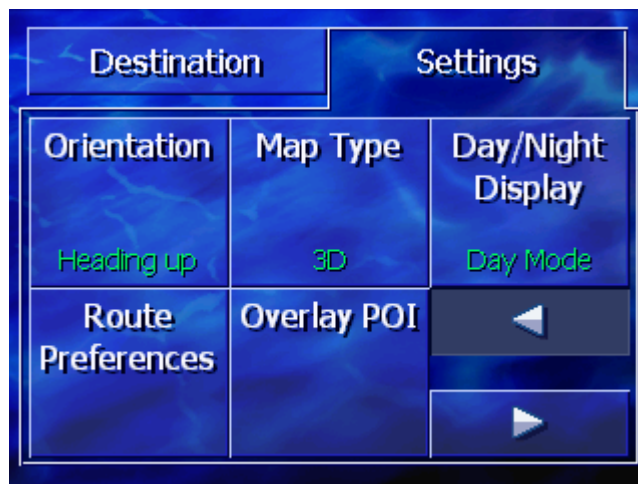 Destination
Settings
Orientation
Heading up
Map Type
3D
Day/Night
Display
Day Mode
Route
Preferences
Overlay POI